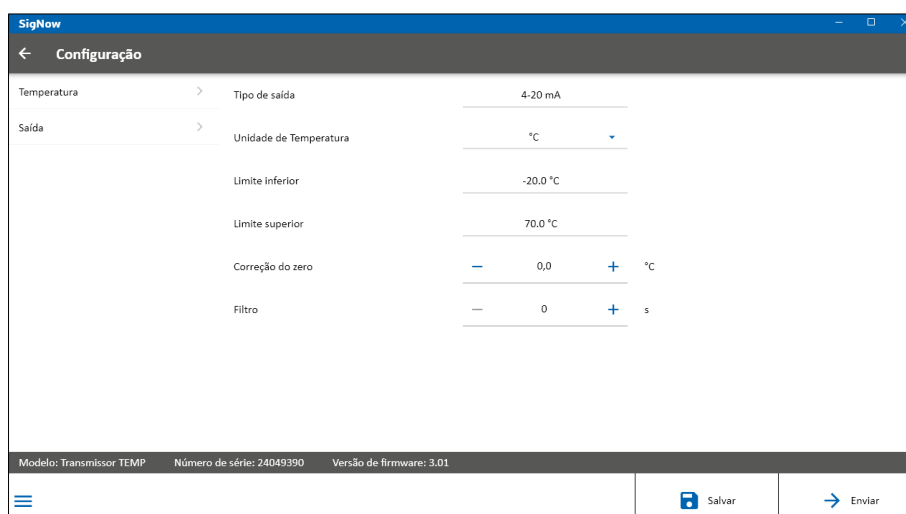 SigNow
Configuração
Temperatura
Saída
Tipo de saída 4-20 mA
Unidade de Temperatura °C
Limite inferior -20.0 °C
Limite superior 70.0 °C
Correção do zero 0,0 °C
Filtro 0 s
Modelo: Transmissor TEMP Número de série: 24049390 Versão de firmware: 3.01
Salvar Enviar